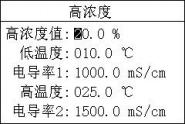 高浓度
高浓度值: 20.0 %
低温度: 010.0 ℃
电导率1: 1000.0 mS/cm
高温度: 025.0 ℃
电导率2: 1500.0 mS/cm